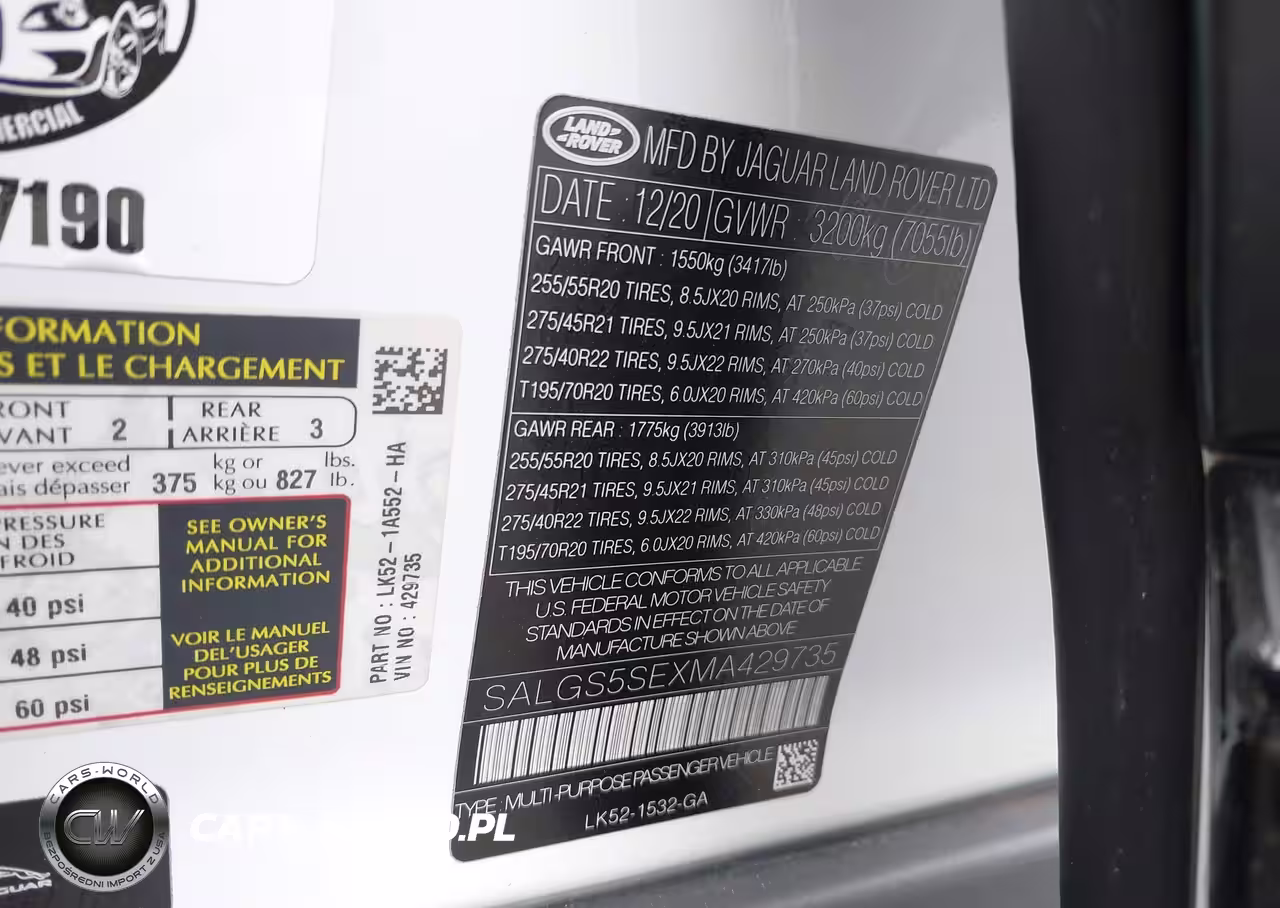 7190
FORMATION
S ET LE CHARGEMENT
RONT
VANT 2
REAR
ARRIÈRE 3
ever exceed
ais dépasser 375 kg or
kg ou 827 lbs.
lb.
RESSURE
N DES
FROID
40 psi
48 psi
60 psi
SEE OWNER'S
MANUAL FOR
ADDITIONAL
INFORMATION
VOIR LE MANUEL
DEL'USAGER
POUR PLUS DE
RENSEIGNEMENTS
PART NO : LK52-1A552-HA
VIN NO : 429735
LAND-
-ROVER
MFD BY JAGUAR LAND ROVER LTD
DATE : 12/20 GVWR : 3200kg (7055lb)
GAWR FRONT : 1550kg (3417lb)
255/55R20 TIRES, 8.5JX20 RIMS, AT 250kPa (37psi) COLD
275/45R21 TIRES, 9.5JX21 RIMS, AT 250kPa (37psi) COLD
275/40R22 TIRES, 9.5JX22 RIMS, AT 270kPa (40psi) COLD
T195/70R20 TIRES, 6.0JX20 RIMS, AT 420kPa (60psi) COLD
GAWR REAR : 1775kg (3913lb)
255/55R20 TIRES, 8.5JX20 RIMS, AT 310kPa (45psi) COLD
275/45R21 TIRES, 9.5JX21 RIMS, AT 310kPa (45psi) COLD
275/40R22 TIRES, 9.5JX22 RIMS, AT 330kPa (48psi) COLD
T195/70R20 TIRES, 6.0JX20 RIMS, AT 420kPa (60psi) COLD
THIS VEHICLE CONFORMS TO ALL APPLICABLE
U.S. FEDERAL MOTOR VEHICLE SAFETY
STANDARDS IN EFFECT ON THE DATE OF
MANUFACTURE SHOWN ABOVE
SALGS5SEXMA429735
TYPE : MULTI-PURPOSE PASSENGER VEHICLE
LK52-1532-GA
CARS-WORLD
CW
BEZPOŚREDNI IMPORT Z USA
.PL